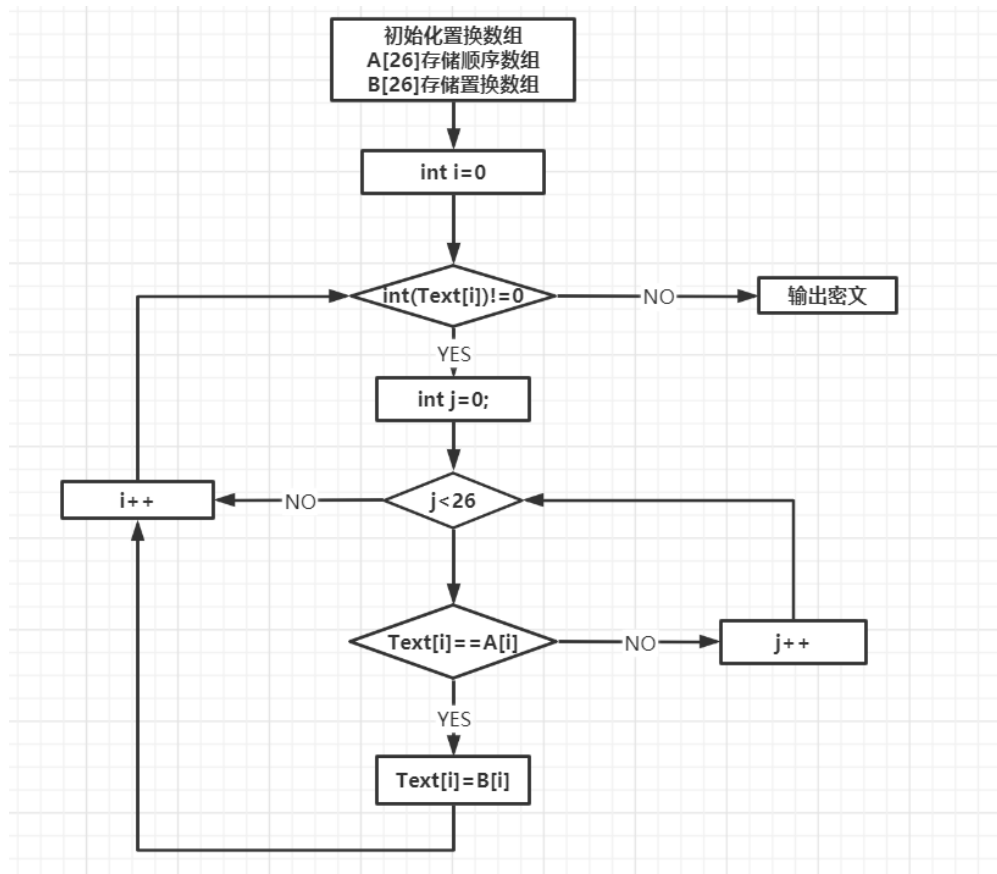 初始化置换数组
A[26]存储顺序数组
B[26]存储置换数组
int i=0
int(Text[i])!=0
NO
输出密文
YES
int j=0;
i++
NO
j<26
Text[i]==A[i]
NO
j++
YES
Text[i]=B[i]